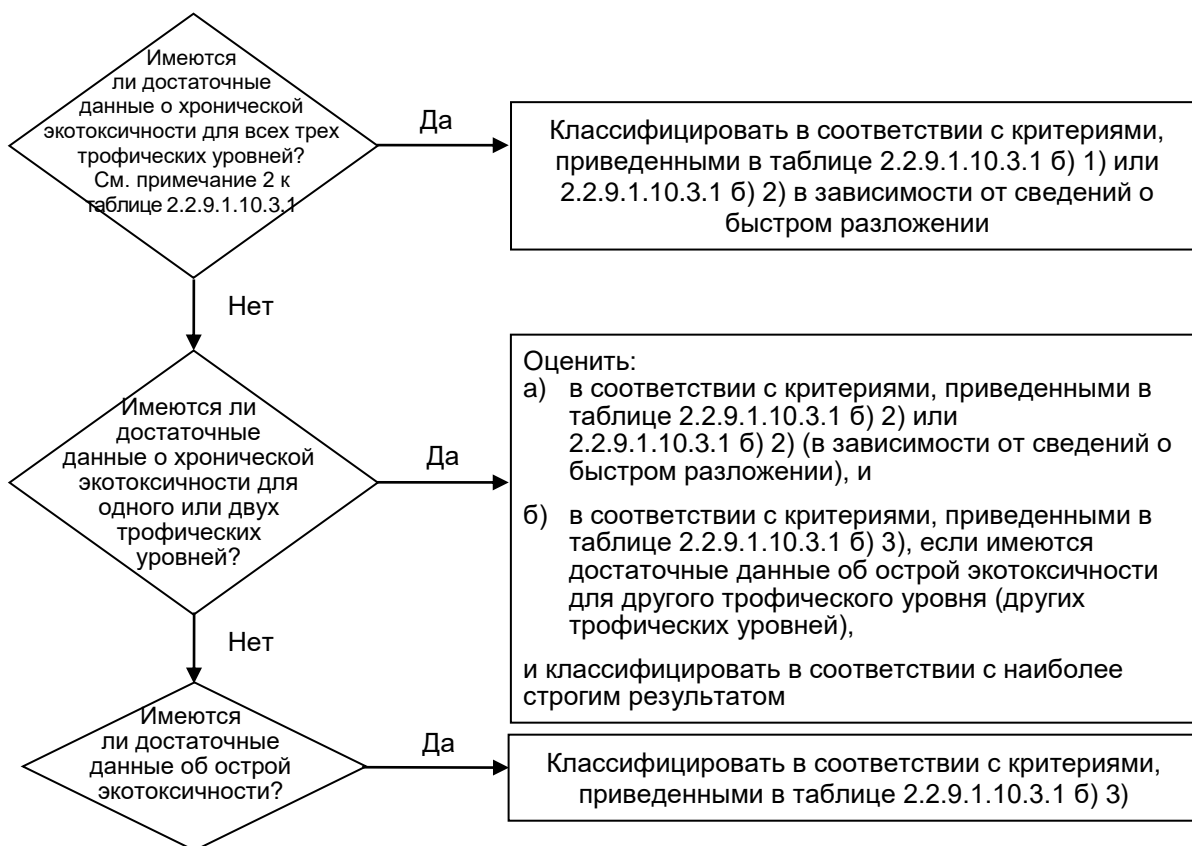 Имеются
ли достаточные
данные о хронической
экотоксичности для всех трех
трофических уровней?
См. примечание 2 к
таблице 2.2.9.1.10.3.1
Да
Классифицировать в соответствии с критериями,
приведенными в таблице 2.2.9.1.10.3.1 б) 1) или
2.2.9.1.10.3.1 б) 2) в зависимости от сведений о
быстром разложении
Нет
Имеются ли
достаточные
данные о хронической
экотоксичности для
одного или двух
трофических
уровней?
Да
Оценить:
а) в соответствии с критериями, приведенными в
таблице 2.2.9.1.10.3.1 б) 2) или
2.2.9.1.10.3.1 б) 2) (в зависимости от сведений о
быстром разложении), и
б) в соответствии с критериями, приведенными в
таблице 2.2.9.1.10.3.1 б) 3), если имеются
достаточные данные об острой экотоксичности
для другого трофического уровня (других
трофических уровней),
и классифицировать в соответствии с наиболее
строгим результатом
Нет
Имеются
ли достаточные
данные об острой
экотоксичности?
Да
Классифицировать в соответствии с критериями,
приведенными в таблице 2.2.9.1.10.3.1 б) 3)